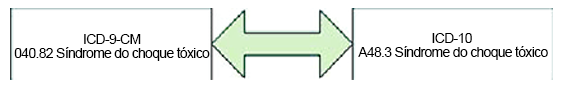 ICD-9-CM
040.82 Síndrome do choque tóxico
ICD-10
A48.3 Síndrome do choque tóxico